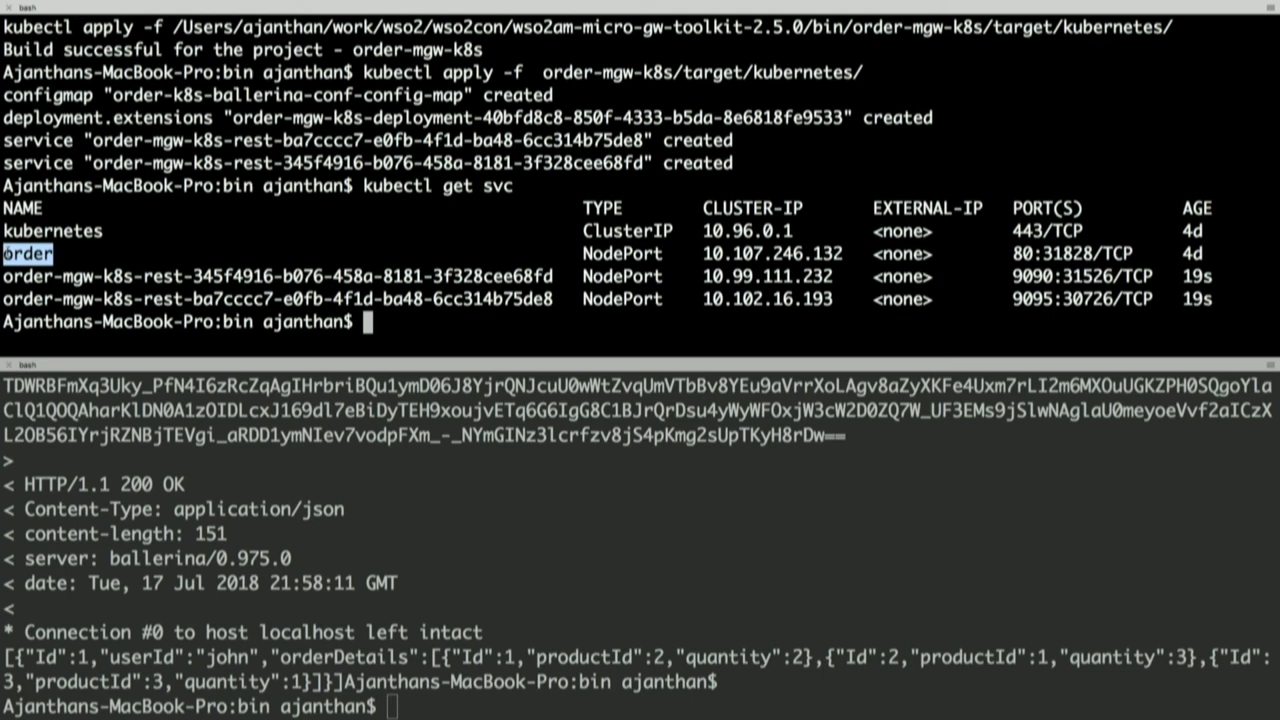 bash
kubectl apply -f /Users/ajanthan/work/wso2/wso2con/wso2am-micro-gw-toolkit-2.5.0/bin/order-mgw-k8s/target/kubernetes/
Build successful for the project - order-mgw-k8s
Ajanthans-MacBook-Pro:bin ajanthan$ kubectl apply -f  order-mgw-k8s/target/kubernetes/
configmap "order-k8s-ballerina-conf-config-map" created
deployment.extensions "order-mgw-k8s-deployment-40bfd8c8-850f-4333-b5da-8e6818fe9533" created
service "order-mgw-k8s-rest-ba7cccc7-e0fb-4f1d-ba48-6cc314b75de8" created
service "order-mgw-k8s-rest-345f4916-b076-458a-8181-3f328cee68fd" created
Ajanthans-MacBook-Pro:bin ajanthan$ kubectl get svc
NAME TYPE CLUSTER-IP EXTERNAL-IP PORT(S) AGE
kubernetes ClusterIP 10.96.0.1 <none> 443/TCP 4d
order NodePort 10.107.246.132 <none> 80:31828/TCP 4d
order-mgw-k8s-rest-345f4916-b076-458a-8181-3f328cee68fd NodePort 10.99.111.232 <none> 9090:31526/TCP 19s
order-mgw-k8s-rest-ba7cccc7-e0fb-4f1d-ba48-6cc314b75de8 NodePort 10.102.16.193 <none> 9095:30726/TCP 19s
Ajanthans-MacBook-Pro:bin ajanthan$
bash
TDWRBFmXq3Uky_PfN4I6zRcZqAgIHrbriBQu1ymD06J8YjrQNJcuU0wWtZvqUmVTbBv8YEu9aVrrXoLAgv8aZyXKFe4Uxm7rLI2m6MXOuUGKZPH0SQgoYla
ClQ1QOQAharKlDN0A1zOIDLcxJ169dl7eBiDyTEH9xoujvETq6G6IgG8C1BJrQrDsu4yWyWFOxjW3cW2D0ZQ7W_UF3EMs9jSlwNAglaU0meyoeVvf2aICzX
L2OB56IYrjRZNBjTEVgi_aRDD1ymNIev7vodpFXm_-_NYmGINz3lcrfzv8jS4pKmg2sUpTKyH8rDw==
>
< HTTP/1.1 200 OK
< Content-Type: application/json
< content-length: 151
< server: ballerina/0.975.0
< date: Tue, 17 Jul 2018 21:58:11 GMT
<
* Connection #0 to host localhost left intact
[{"Id":1,"userId":"john","orderDetails":[{"Id":1,"productId":2,"quantity":2},{"Id":2,"productId":1,"quantity":3},{"Id":
3,"productId":3,"quantity":1}]}]Ajanthans-MacBook-Pro:bin ajanthan$
Ajanthans-MacBook-Pro:bin ajanthan$